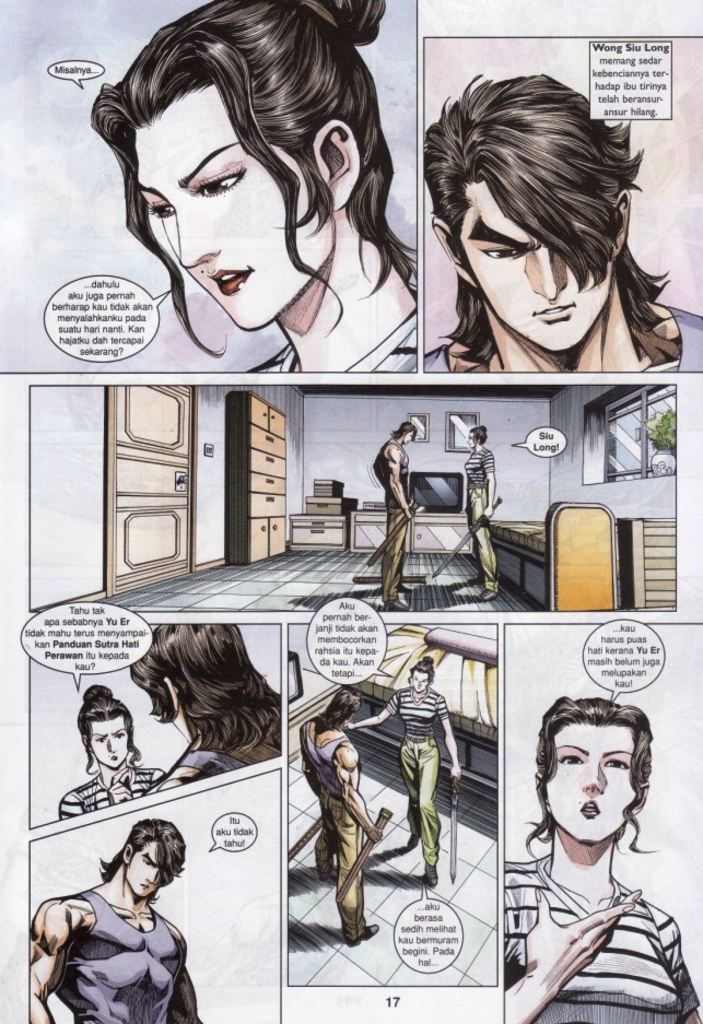 Misalnya...
Wong Siu Long
memang sedar
kebenciannya ter-
hadap ibu tirinya
telah beransur-
ansur hilang.
...dahulu
aku juga pernah
berharap kau tidak akan
menyalahkanku pada
suatu hari nanti. Kan
hajatku dah tercapai
sekarang?
Siu
Long!
Tahu tak
apa sebabnya Yu Er
tidak mahu terus menyampai-
kan Panduan Sutra Hati
Perawan itu kepada
kau?
Itu
aku tidak
tahu!
Aku
pernah ber-
janji tidak akan
membocorkan
rahsia itu kepa-
da kau. Akan
tetapi...
...aku
berasa
sedih melihat
kau bermuram
begini. Pada
hal...
...kau
harus puas
hati kerana Yu Er
masih belum juga
melupakan
kau!
17